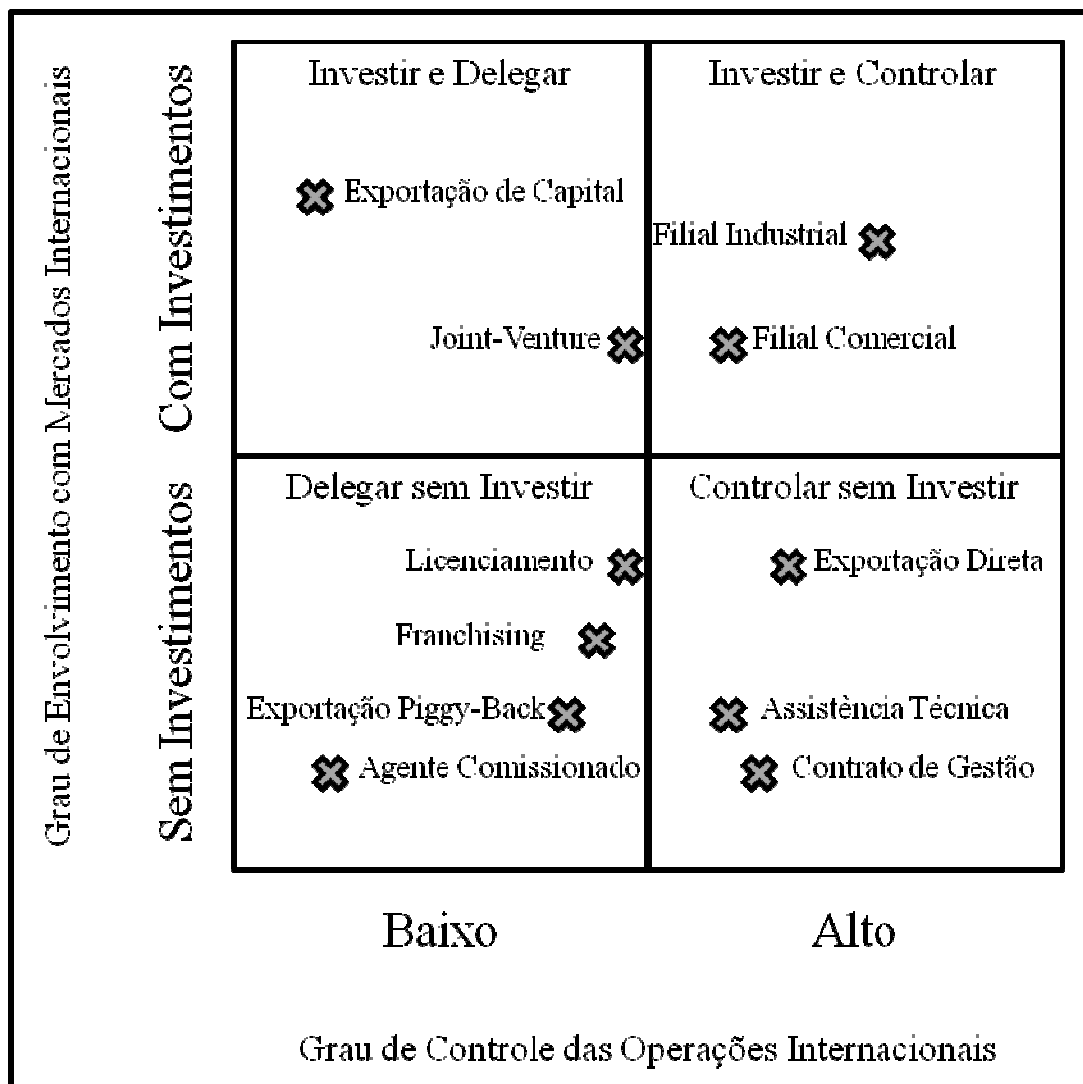 Grau de Envolvimento com Mercados Internacionais
Com Investimentos
Sem Investimentos
Investir e Delegar
Exportação de Capital
Joint-Venture
Investir e Controlar
Filial Industrial
Filial Comercial
Delegar sem Investir
Licenciamento
Franchising
Exportação Piggy-Back
Agente Comissionado
Controlar sem Investir
Exportação Direta
Assistência Técnica
Contrato de Gestão
Baixo
Alto
Grau de Controle das Operações Internacionais